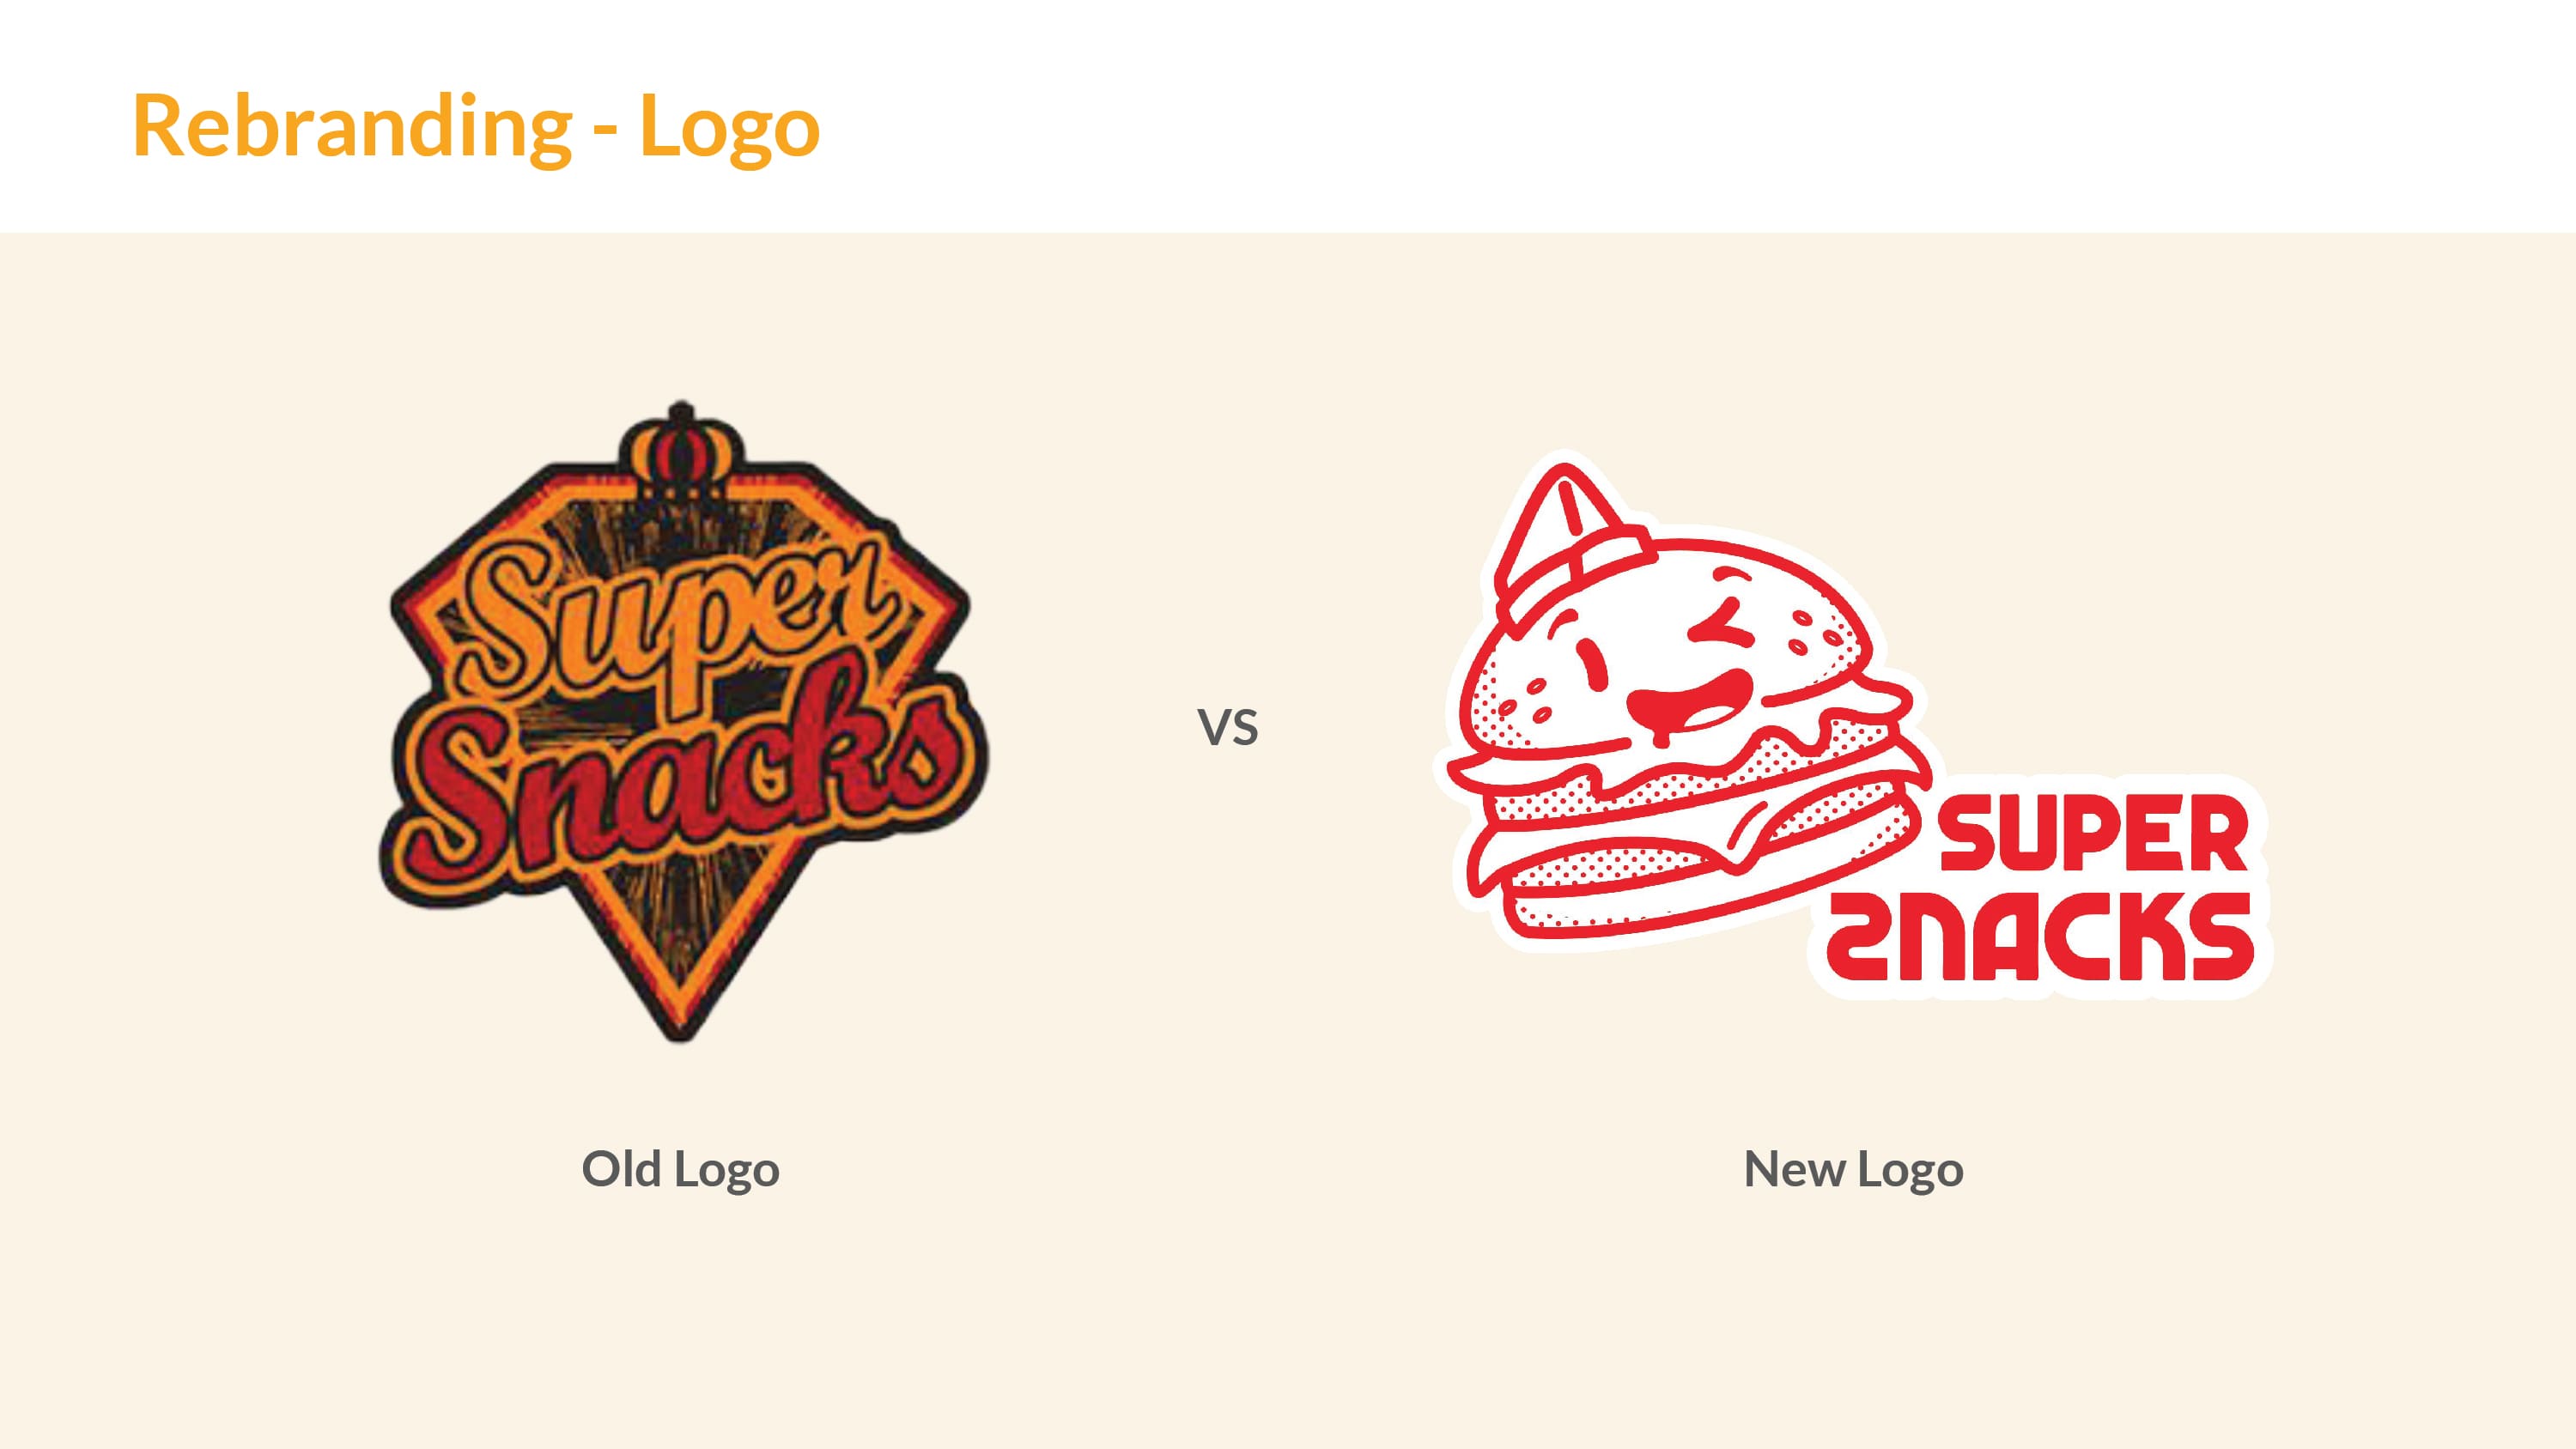 Rebranding - Logo
Super
Snacks
VS
SUPER
SNACKS
Old Logo
New Logo